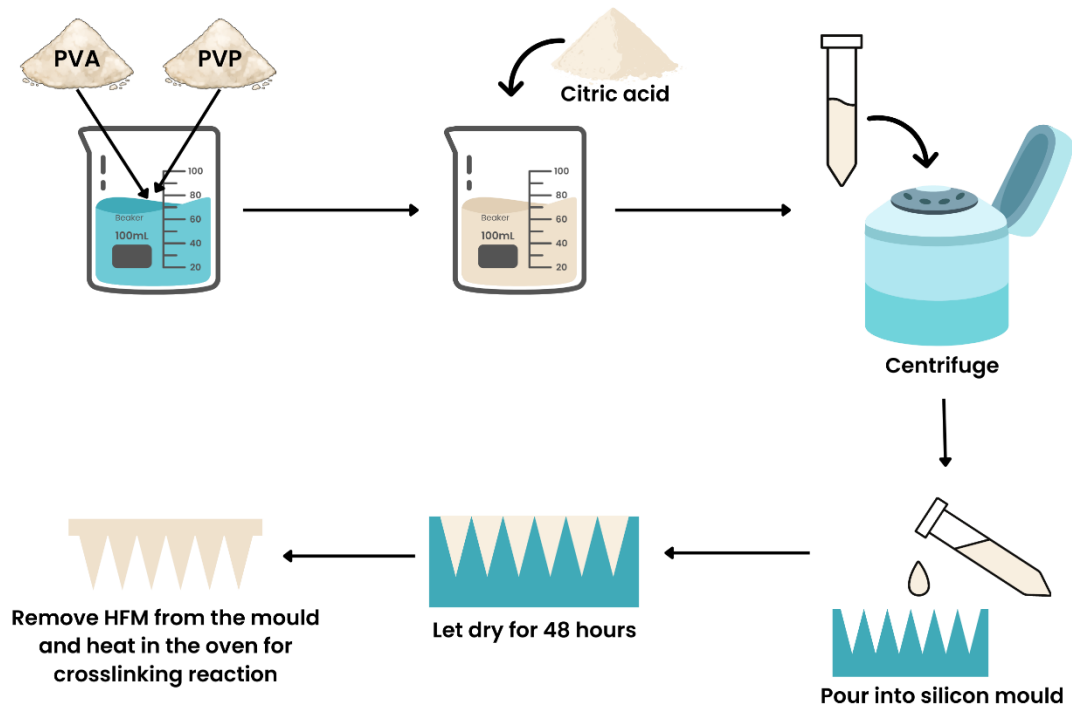 PVA
PVP
100
80
60
40
20
Beaker
100mL
Citric acid
100
80
60
40
20
Beaker
100mL
Centrifuge
Pour into silicon mould
Let dry for 48 hours
Remove HFM from the mould
and heat in the oven for
crosslinking reaction